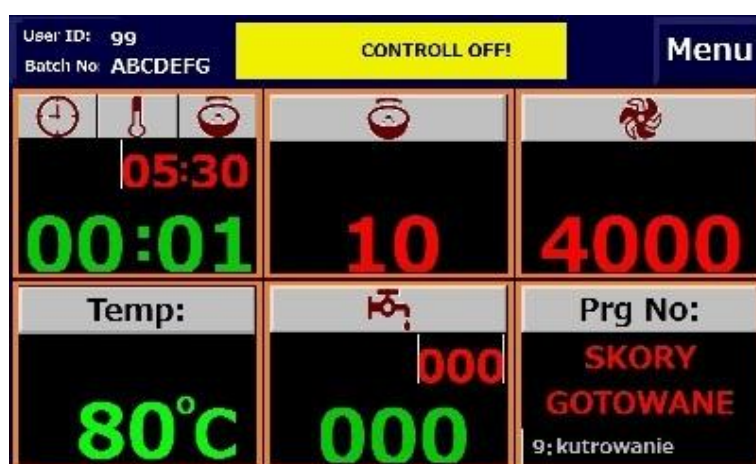 User ID: 99
Batch No: ABCDEFG
CONTROLL OFF!
Menu
05:30
00:01
10
4000
Temp:
80°C
000
000
Prg No:
SKORY
GOTOWANE
9: kutrowanie